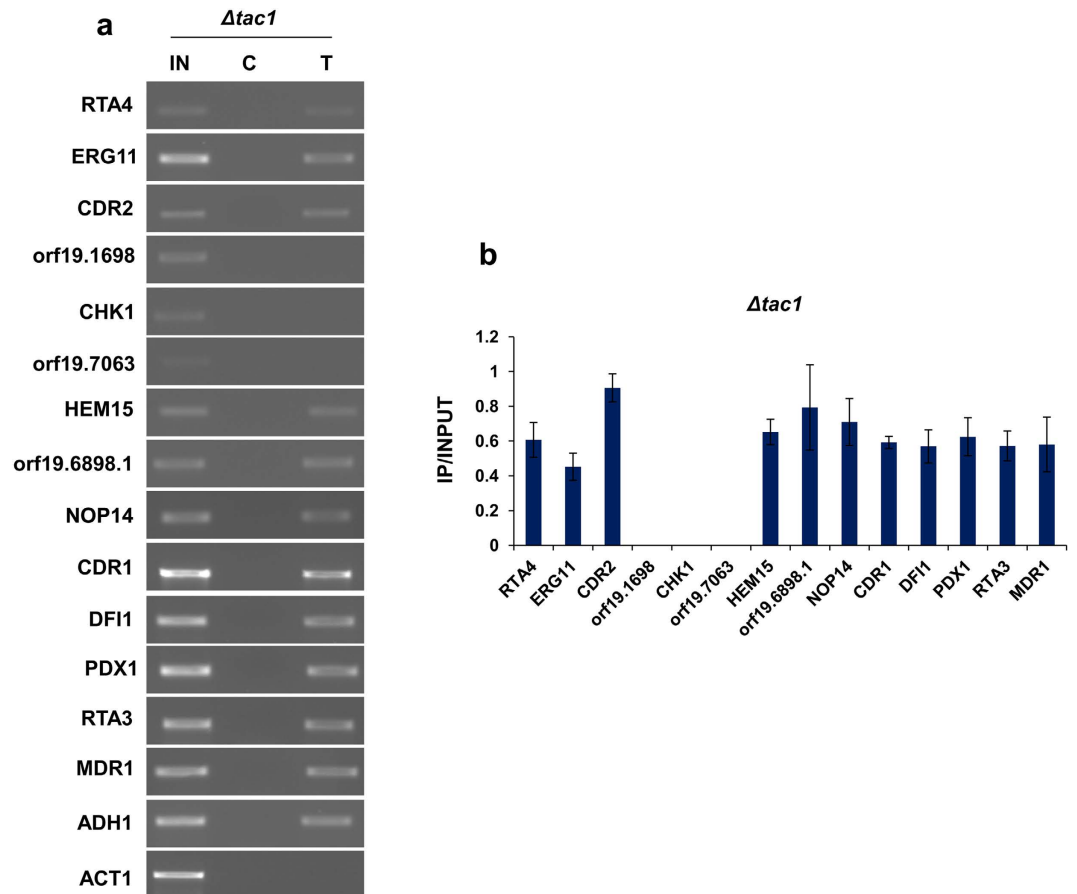 a
Δtac1
IN C T
RTA4
ERG11
CDR2
orf19.1698
CHK1
orf19.7063
HEM15
orf19.6898.1
NOP14
CDR1
DFI1
PDX1
RTA3
MDR1
ADH1
ACT1
b
Δtac1
IP/INPUT
1.2
1
0.8
0.6
0.4
0.2
0
RTA4
ERG11
CDR2
orf19.1698
CHK1
orf19.7063
HEM15
orf19.6898.1
NOP14
CDR1
DFI1
PDX1
RTA3
MDR1